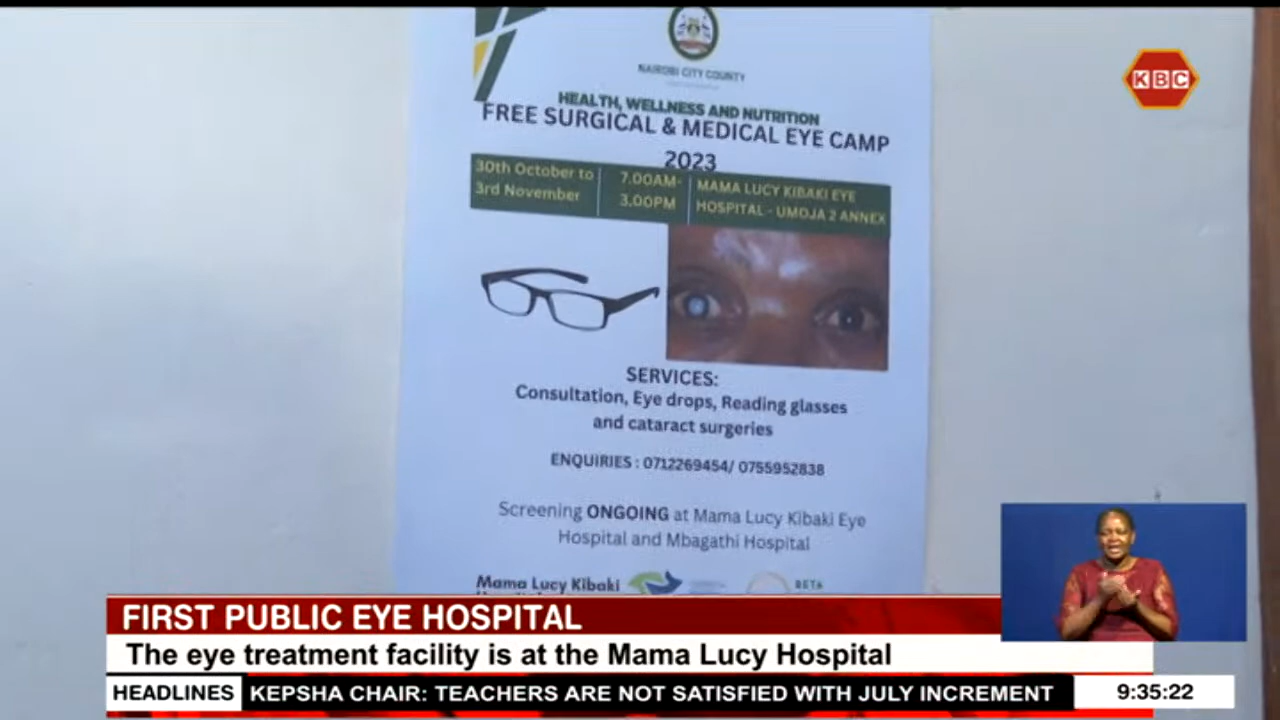 NAIROBI CITY COUNTY
KBC
HEALTH, WELLNESS AND NUTRITION
FREE SURGICAL & MEDICAL EYE CAMP
2023
30th October to
3rd November
7.00AM-
3.00PM
MAMA LUCY KIBAKI EYE
HOSPITAL - UMOJA 2 ANNEX
SERVICES:
Consultation, Eye drops, Reading glasses
and cataract surgeries
ENQUIRIES : 0712269454/ 0755952838
Screening ONGOING at Mama Lucy Kibaki Eye
Hospital and Mbagathi Hospital
Mama Lucy Kibaki
BETA
FIRST PUBLIC EYE HOSPITAL
The eye treatment facility is at the Mama Lucy Hospital
HEADLINES KEPSHA CHAIR: TEACHERS ARE NOT SATISFIED WITH JULY INCREMENT 9:35:22